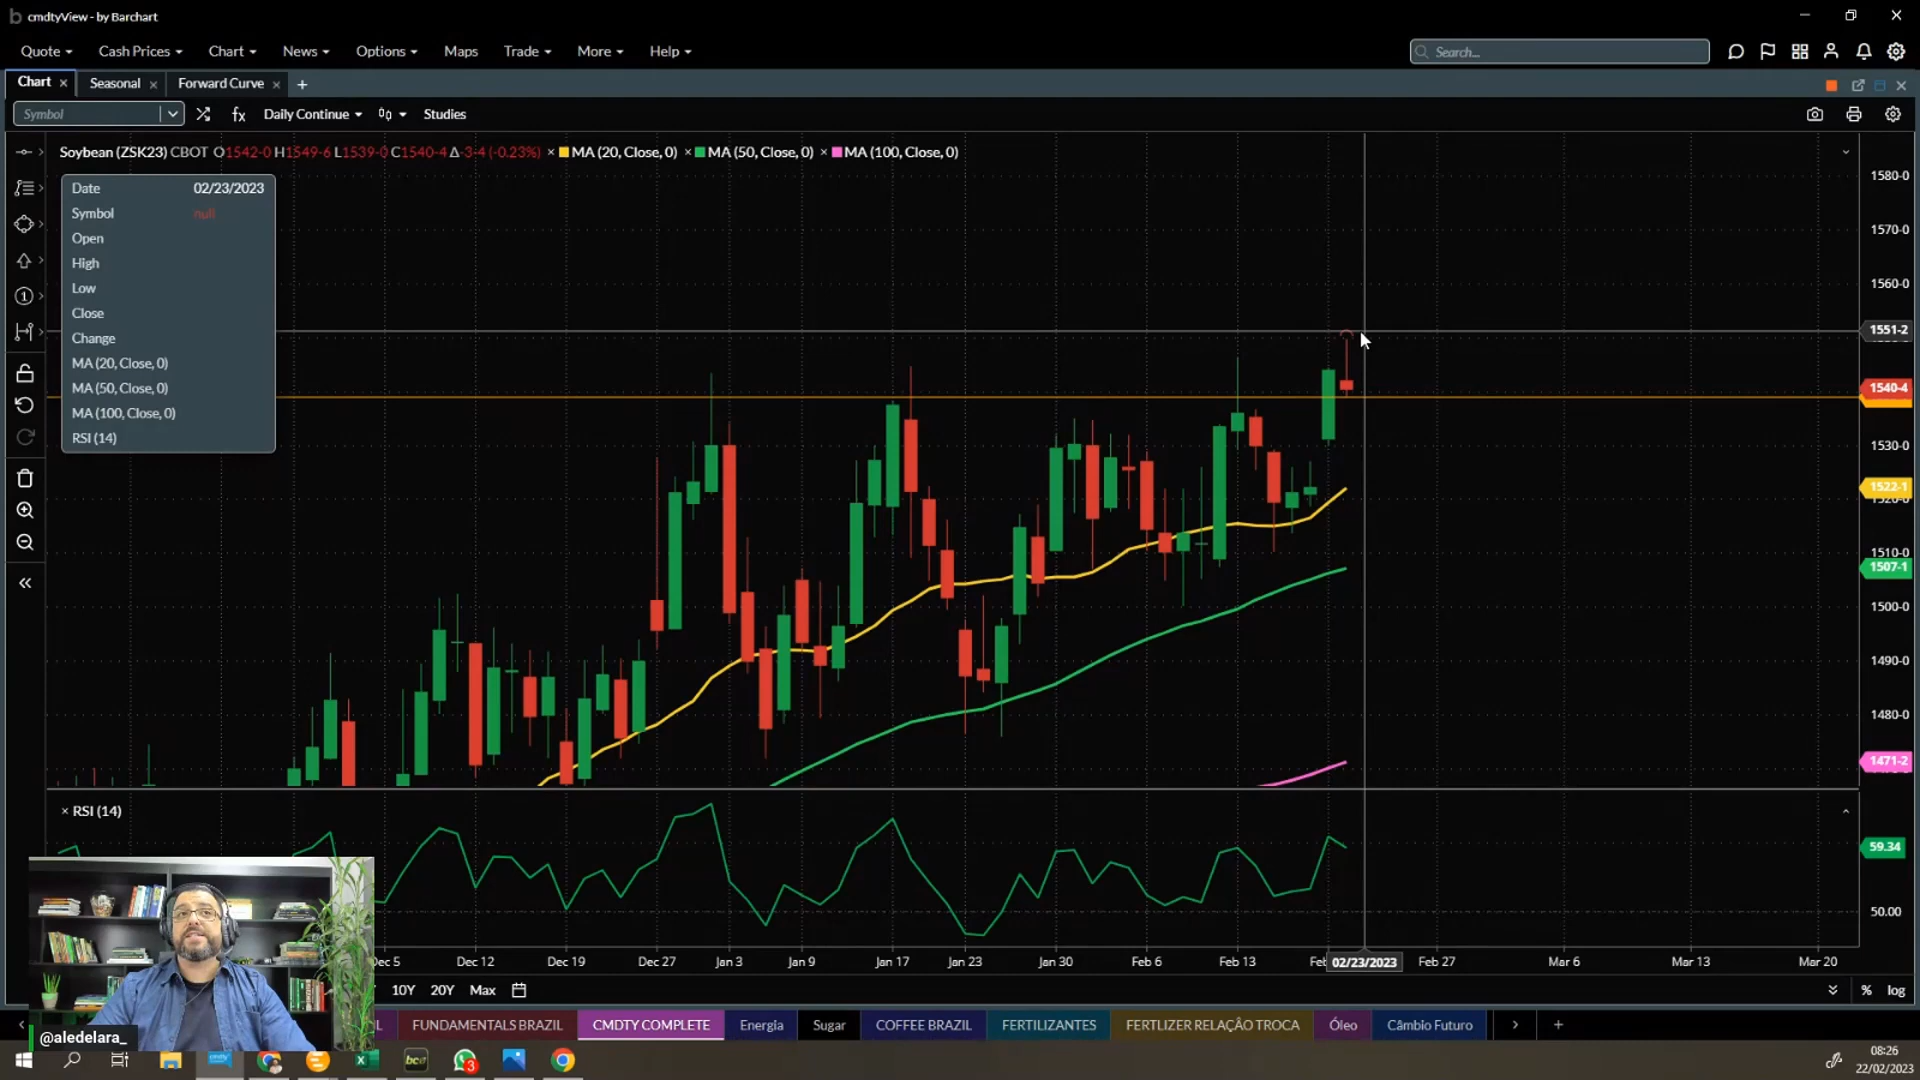 cmdtyView - by Barchart
Quote Cash Prices Chart News Options Maps Trade More Help Search...
Chart × Seasonal × Forward Curve × +
Symbol fx Daily Continue Studies
Soybean (ZSK23) CBOT O1542-0 H1549-6 L1539-0 C1540-4 Δ-3-4 (-0.23%) × MA (20, Close, 0) × MA (50, Close, 0) × MA (100, Close, 0)
Date 02/23/2023
Symbol null
Open
High
Low
Close
Change
MA (20, Close, 0)
MA (50, Close, 0)
MA (100, Close, 0)
RSI (14)
1580-0
1570-0
1560-0
1551-2
1540-4
1530-0
1522-1
1510-0
1507-1
1500-0
1490-0
1480-0
1471-2
× RSI (14)
59.34
50.00
Dec 5 Dec 12 Dec 19 Dec 27 Jan 3 Jan 9 Jan 17 Jan 23 Jan 30 Feb 6 Feb 13 02/23/2023 Feb 27 Mar 6 Mar 13 Mar 20
10Y 20Y Max % log
FUNDAMENTALS BRAZIL CMDTY COMPLETE Energia Sugar COFFEE BRAZIL FERTILIZANTES FERTLIZER RELAÇÂO TROCA Óleo Câmbio Futuro > +
@aledelara_
3
08:26
22/02/2023